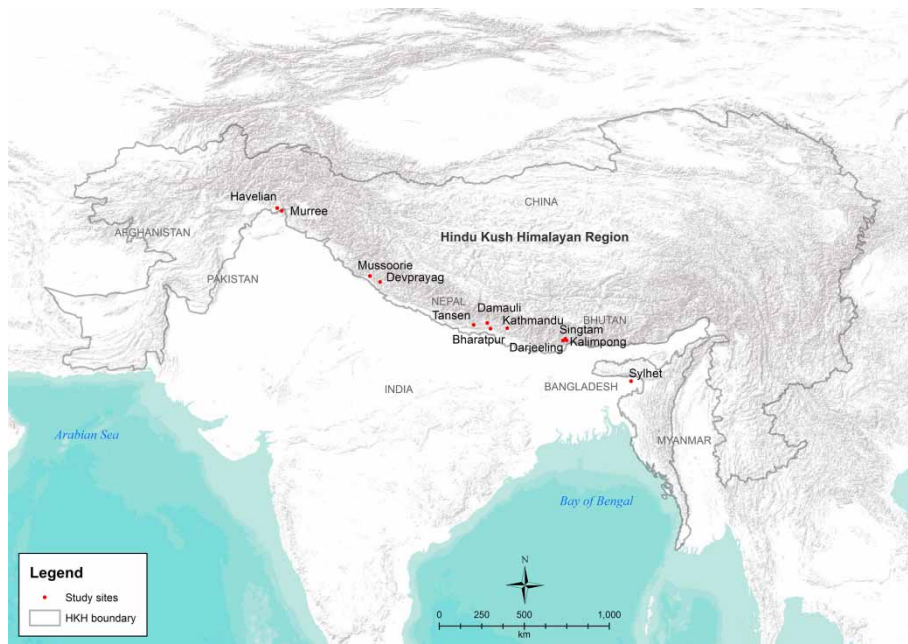 CHINA
Havelian
Murree
AFGHANISTAN
Hindu Kush Himalayan Region
Mussoorie
PAKISTAN
Devprayag
NEPAL
Damauli
BHUTAN
Tansen
Kathmandu
Singtam
Bharatpur
Darjeeling
Kalimpong
Sylhet
INDIA
BANGLADESH
Arabian Sea
MYANMAR
Bay of Bengal
Legend
Study sites
HKH boundary
N
0 250 500 1,000
km